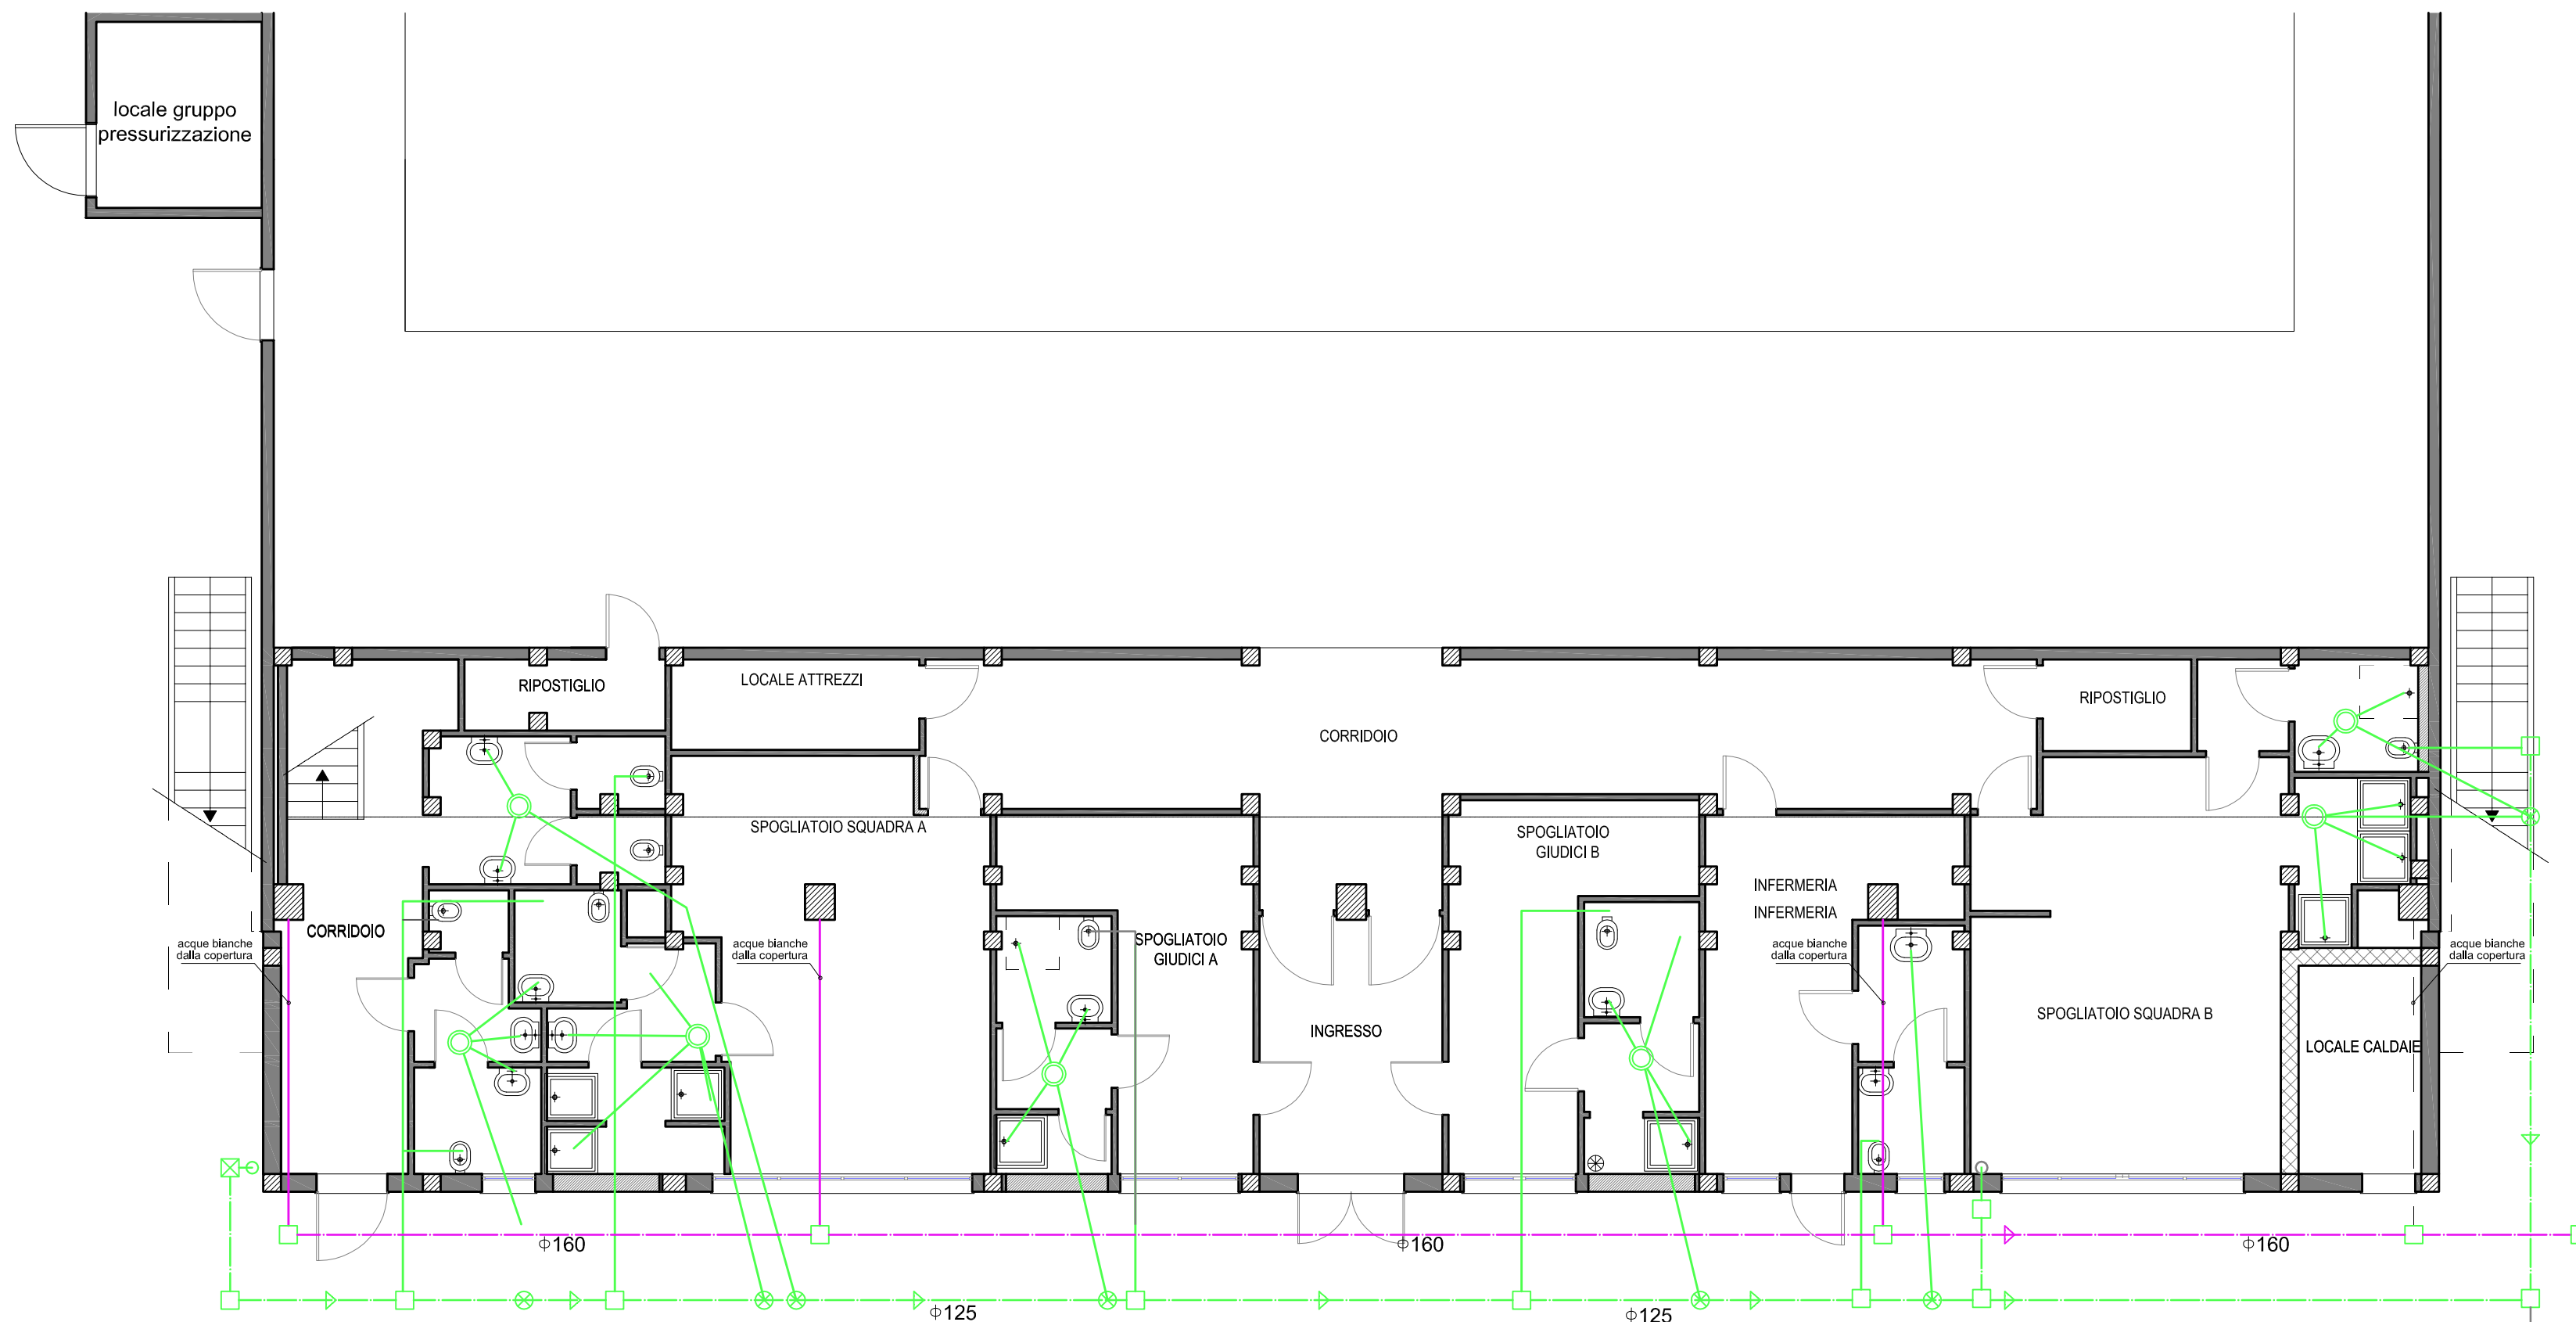 locale gruppo
pressurizzazione
RIPOSTIGLIO
LOCALE ATTREZZI
CORRIDOIO
RIPOSTIGLIO
SPOGLIATOIO SQUADRA A
SPOGLIATOIO
GIUDICI B
INFERMERIA
INFERMERIA
CORRIDOIO
acque bianche
dalla copertura
acque bianche
dalla copertura
SPOGLIATOIO
GIUDICI A
acque bianche
dalla copertura
acque bianche
dalla copertura
INGRESSO
SPOGLIATOIO SQUADRA B
LOCALE CALDAIE
ϕ160
ϕ160
ϕ160
ϕ125
ϕ125